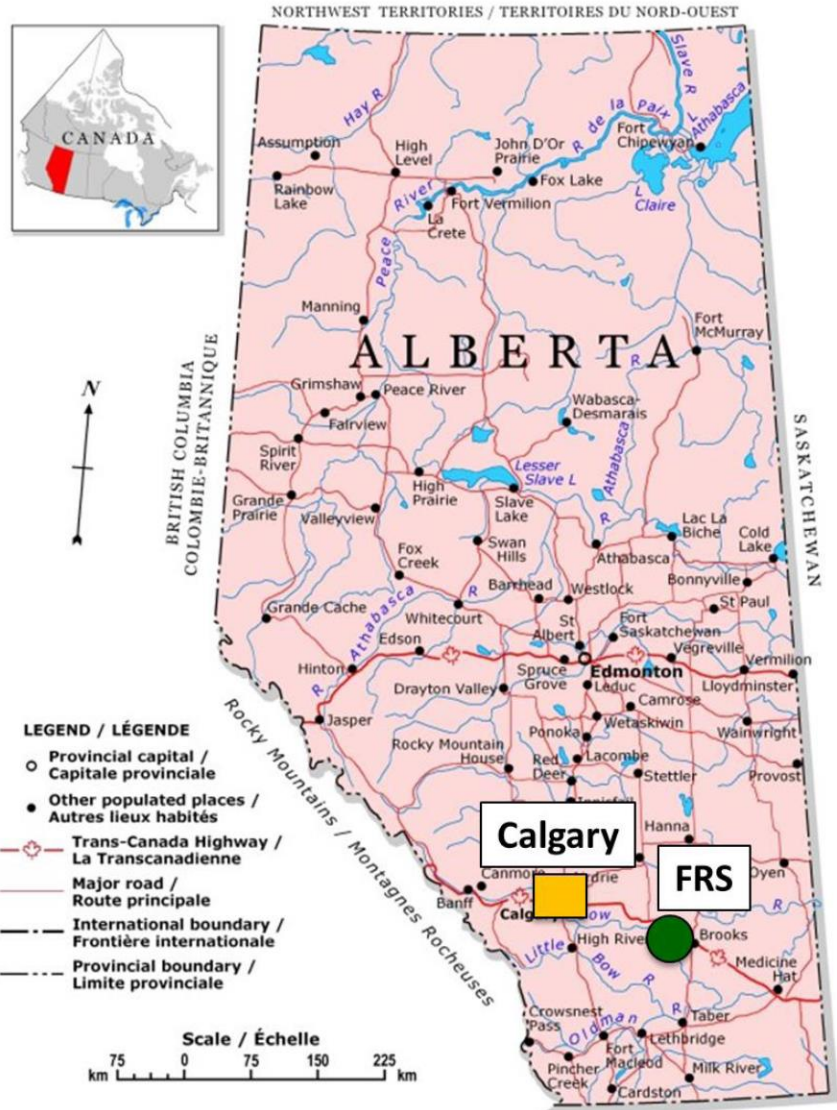 NORTHWEST TERRITORIES / TERRITOIRES DU NORD-OUEST
CANADA
Hay R
Slave R
L Athabasca
R de la Paix
Assumption
High
Level
John D'Or
Prairie
Fort
Chipewyan
Rainbow
Lake
Fox Lake
Fort Vermilion
River
La
Crete
L
Claire
Peace
Manning
Fort
McMurray
ALBERTA
R
BRITISH COLUMBIA
COLOMBIE-BRITANNIQUE
N
Grimshaw
Peace River
Fairview
Wabasca-
Desmarais
Spirit
River
Athabasca
SASKATCHEWAN
Lesser
Slave L
High
Prairie
Grande
Prairie
Valleyview
Slave
Lake
R
Lac La
Biche
Cold
Lake
Swan
Hills
Athabasca
Fox
Creek
Bonnyville
Barrhead
Westlock
St Paul
Grande Cache
Athabasca
R
Whitecourt
St
Albert
Fort
Saskatchewan
Edson
Vegreville
Vermilion
Hinton
Spruce
Grove
Edmonton
R
Drayton Valley
Leduc
Lloydminster
Camrose
Jasper
Wetaskiwin
Ponoka
Wainwright
Rocky Mountain
House
Red
Deer
Lacombe
Stettler
Provost
Rocky Mountains / Montagnes Rocheuses
LEGEND / LÉGENDE
Provincial capital /
Capitale provinciale
Other populated places /
Autres lieux habités
Trans-Canada Highway /
La Transcanadienne
Major road /
Route principale
International boundary /
Frontière internationale
Provincial boundary /
Limite provinciale
Calgary
Hanna
FRS
Oyen
Canmore
Banff
R
Brooks
Little
Bow
R
High River
Medicine
Hat
Crowsnest
Pass
Oldman
R
Taber
Lethbridge
Fort
Macleod
Pincher
Creek
Milk River
Cardston
Scale / Échelle
75 0 75 150 225
km km